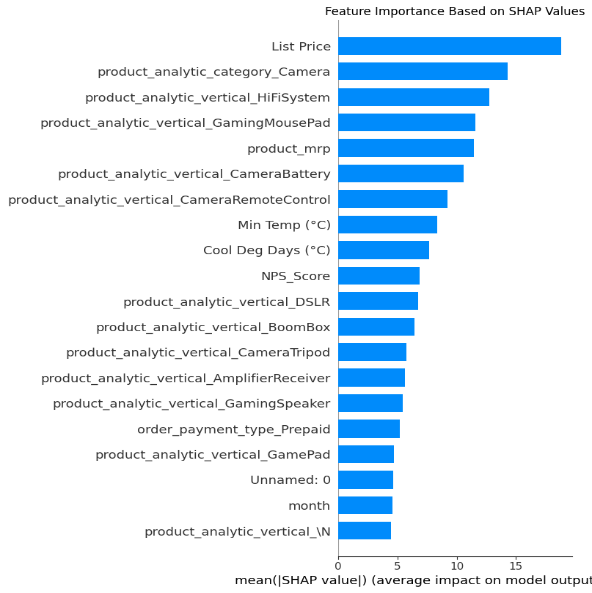 Feature Importance Based on SHAP Values
List Price
product_analytic_category_Camera
product_analytic_vertical_HiFiSystem
product_analytic_vertical_GamingMousePad
product_mrp
product_analytic_vertical_CameraBattery
product_analytic_vertical_CameraRemoteControl
Min Temp (°C)
Cool Deg Days (°C)
NPS_Score
product_analytic_vertical_DSLR
product_analytic_vertical_BoomBox
product_analytic_vertical_CameraTripod
product_analytic_vertical_AmplifierReceiver
product_analytic_vertical_GamingSpeaker
order_payment_type_Prepaid
product_analytic_vertical_GamePad
Unnamed: 0
month
product_analytic_vertical_\N
0 5 10 15
mean(|SHAP value|) (average impact on model output